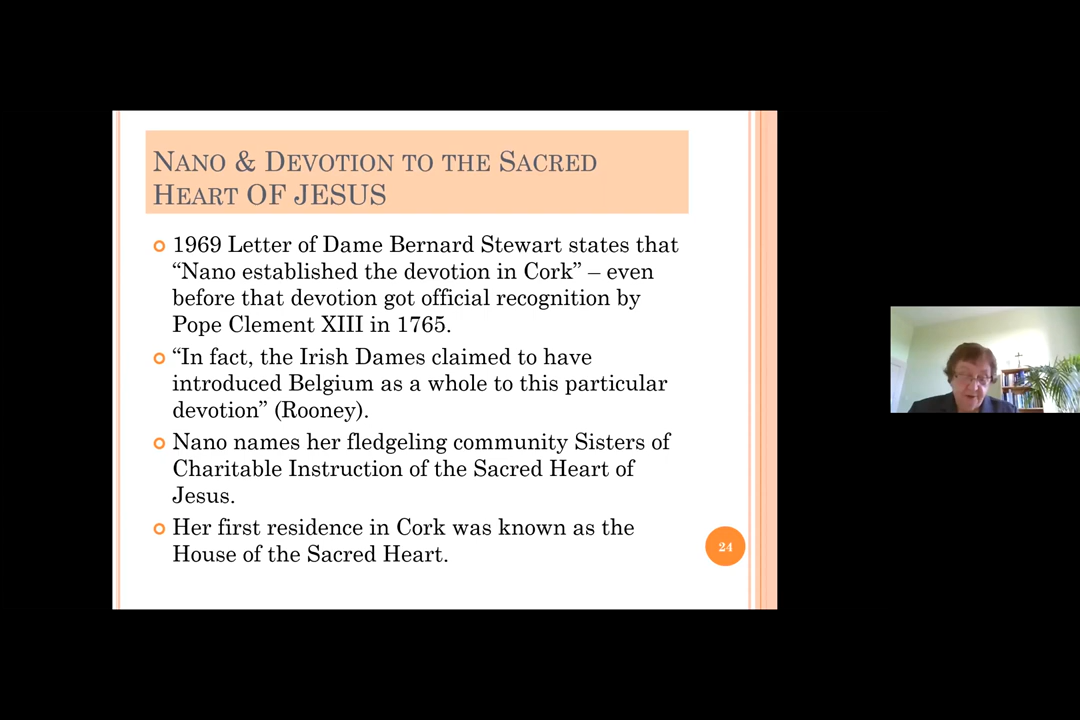 NANO & DEVOTION TO THE SACRED
HEART OF JESUS
1969 Letter of Dame Bernard Stewart states that
“Nano established the devotion in Cork” – even
before that devotion got official recognition by
Pope Clement XIII in 1765.
“In fact, the Irish Dames claimed to have
introduced Belgium as a whole to this particular
devotion” (Rooney).
Nano names her fledgeling community Sisters of
Charitable Instruction of the Sacred Heart of
Jesus.
Her first residence in Cork was known as the
House of the Sacred Heart.
24